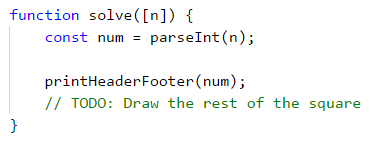 function solve([n]) {
    const num = parseInt(n);
    printHeaderFooter(num);
    // TODO: Draw the rest of the square
}